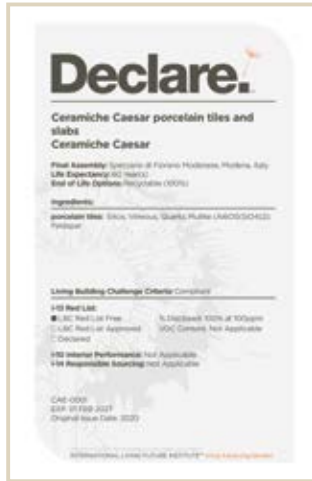 Declare.
Ceramiche Caesar porcelain tiles and
slabs
Ceramiche Caesar
Final Assembly: Spezzano di Fiorano Modenese, Modena, Italy
Life Expectancy: 60 Year(s)
End of Life Options: Recyclable (100%)
Ingredients:
porcelain tiles: Silica, Vitreous, Quartz, Mullite
Feldspar
Living Building Challenge Criteria: Compliant
I-13 Red List:
LBC Red List Free % Disclosed: 100% at 100ppm
LBC Red List Approved VOC Content: Not Applicable
Declared
I-10 Interior Performance: Not Applicable
I-14 Responsible Sourcing: Not Applicable
CAE-0001
EXP. 01 FEB 2027
Original Issue Date: 2020
INTERNATIONAL LIVING FUTURE INSTITUTE™